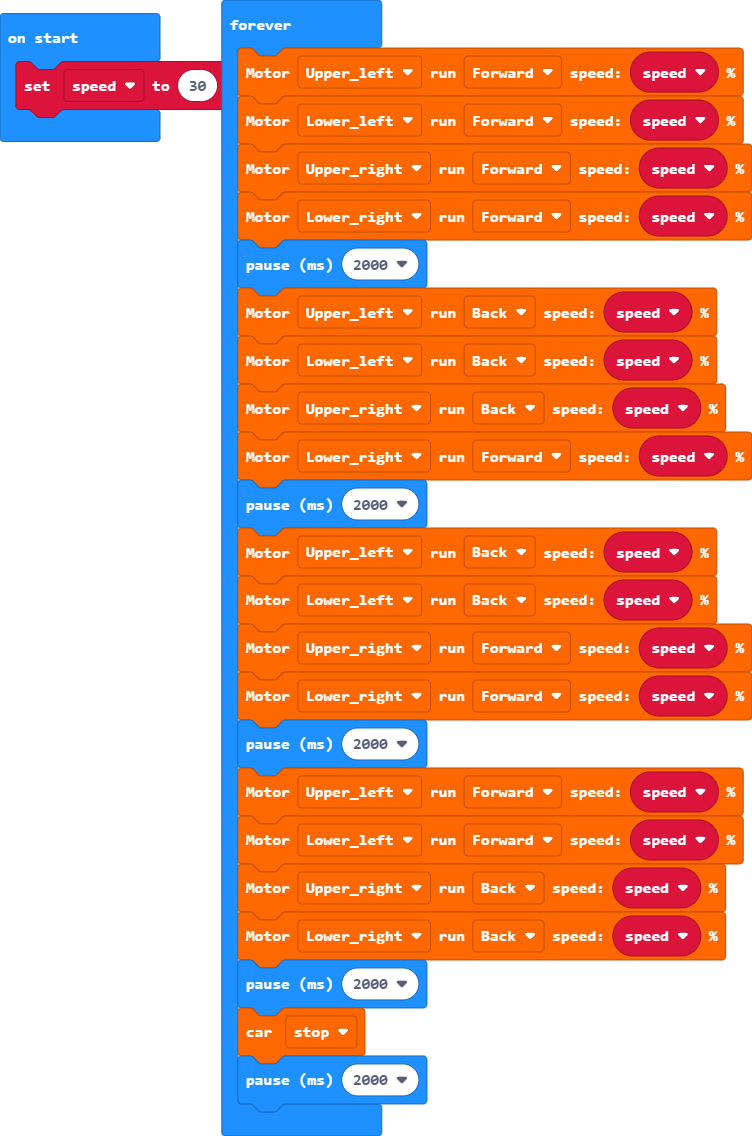 on start
set speed to 30
forever
Motor Upper_left run Forward speed: speed %
Motor Lower_left run Forward speed: speed %
Motor Upper_right run Forward speed: speed %
Motor Lower_right run Forward speed: speed %
pause (ms) 2000
Motor Upper_left run Back speed: speed %
Motor Lower_left run Back speed: speed %
Motor Upper_right run Back speed: speed %
Motor Lower_right run Forward speed: speed %
pause (ms) 2000
Motor Upper_left run Back speed: speed %
Motor Lower_left run Back speed: speed %
Motor Upper_right run Forward speed: speed %
Motor Lower_right run Forward speed: speed %
pause (ms) 2000
Motor Upper_left run Forward speed: speed %
Motor Lower_left run Forward speed: speed %
Motor Upper_right run Back speed: speed %
Motor Lower_right run Back speed: speed %
pause (ms) 2000
car stop
pause (ms) 2000